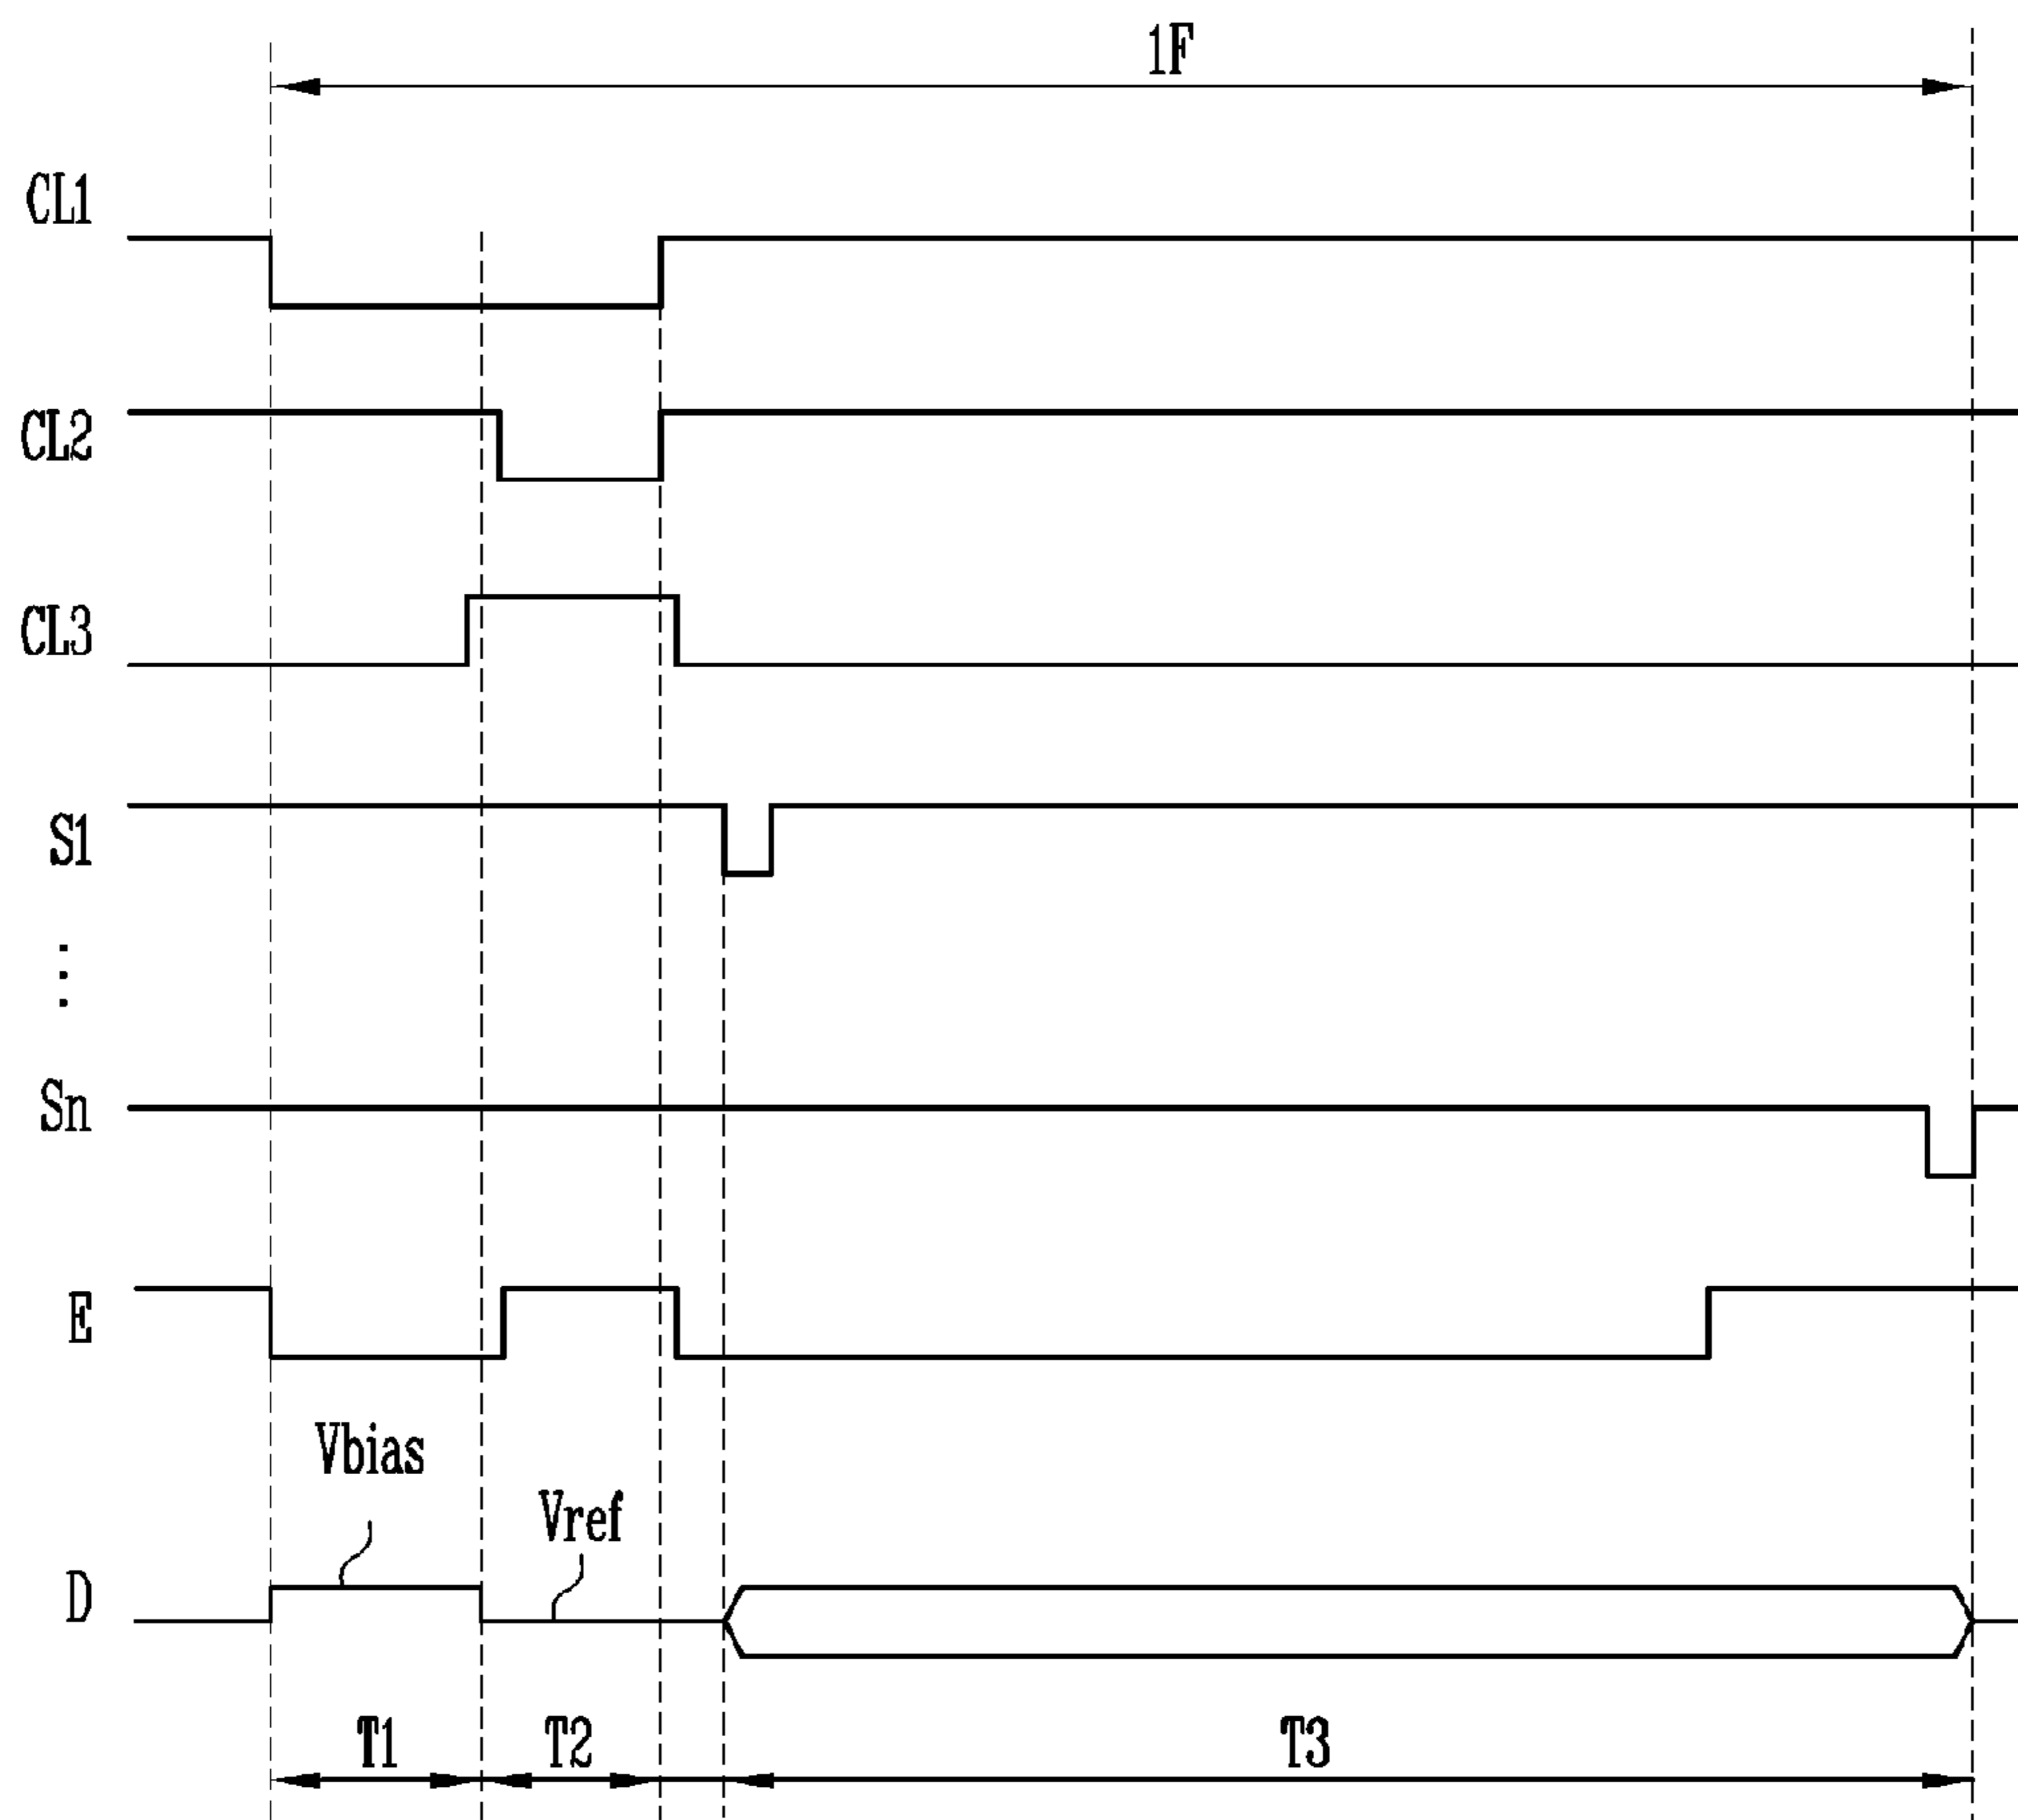 1F
CL1
CL2
CL3
S1
⋮
Sn
E
Vbias
Vref
D
T1 T2 T3